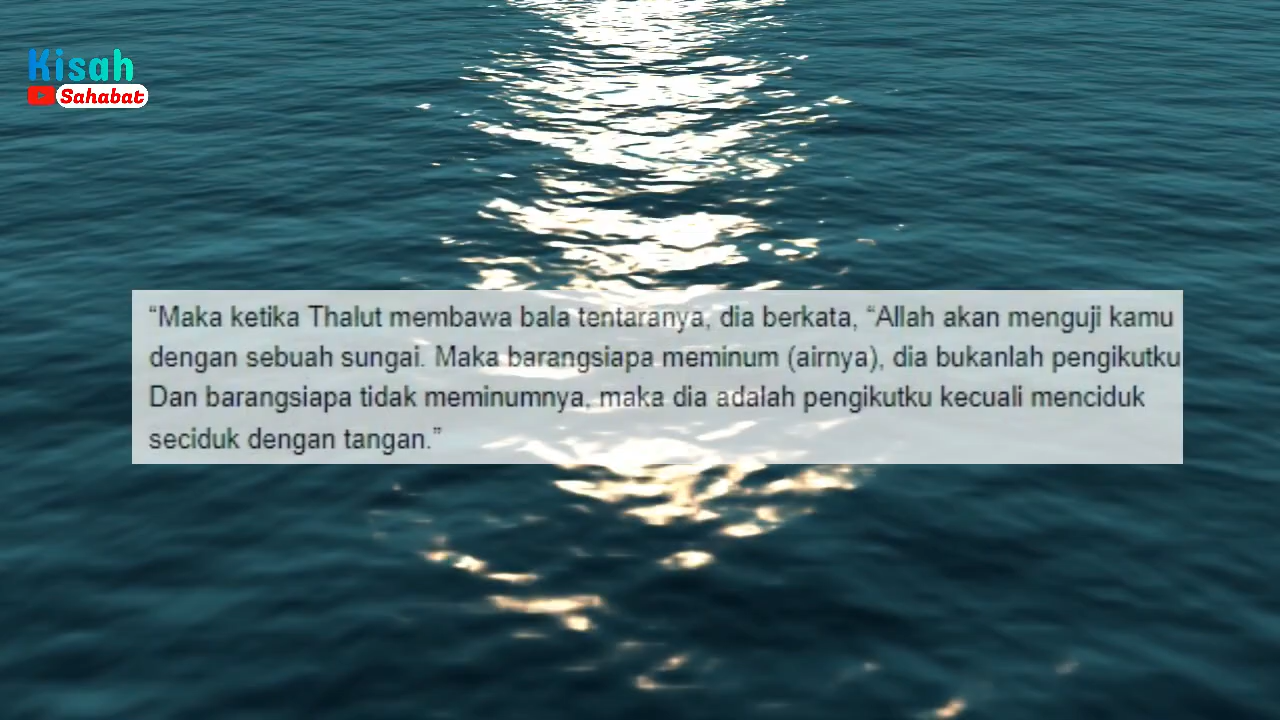 Kisah
Sahabat
“Maka ketika Thalut membawa bala tentaranya, dia berkata, “Allah akan menguji kamu
dengan sebuah sungai. Maka barangsiapa meminum (airnya), dia bukanlah pengikutku
Dan barangsiapa tidak meminumnya, maka dia adalah pengikutku kecuali menciduk
seciduk dengan tangan.”